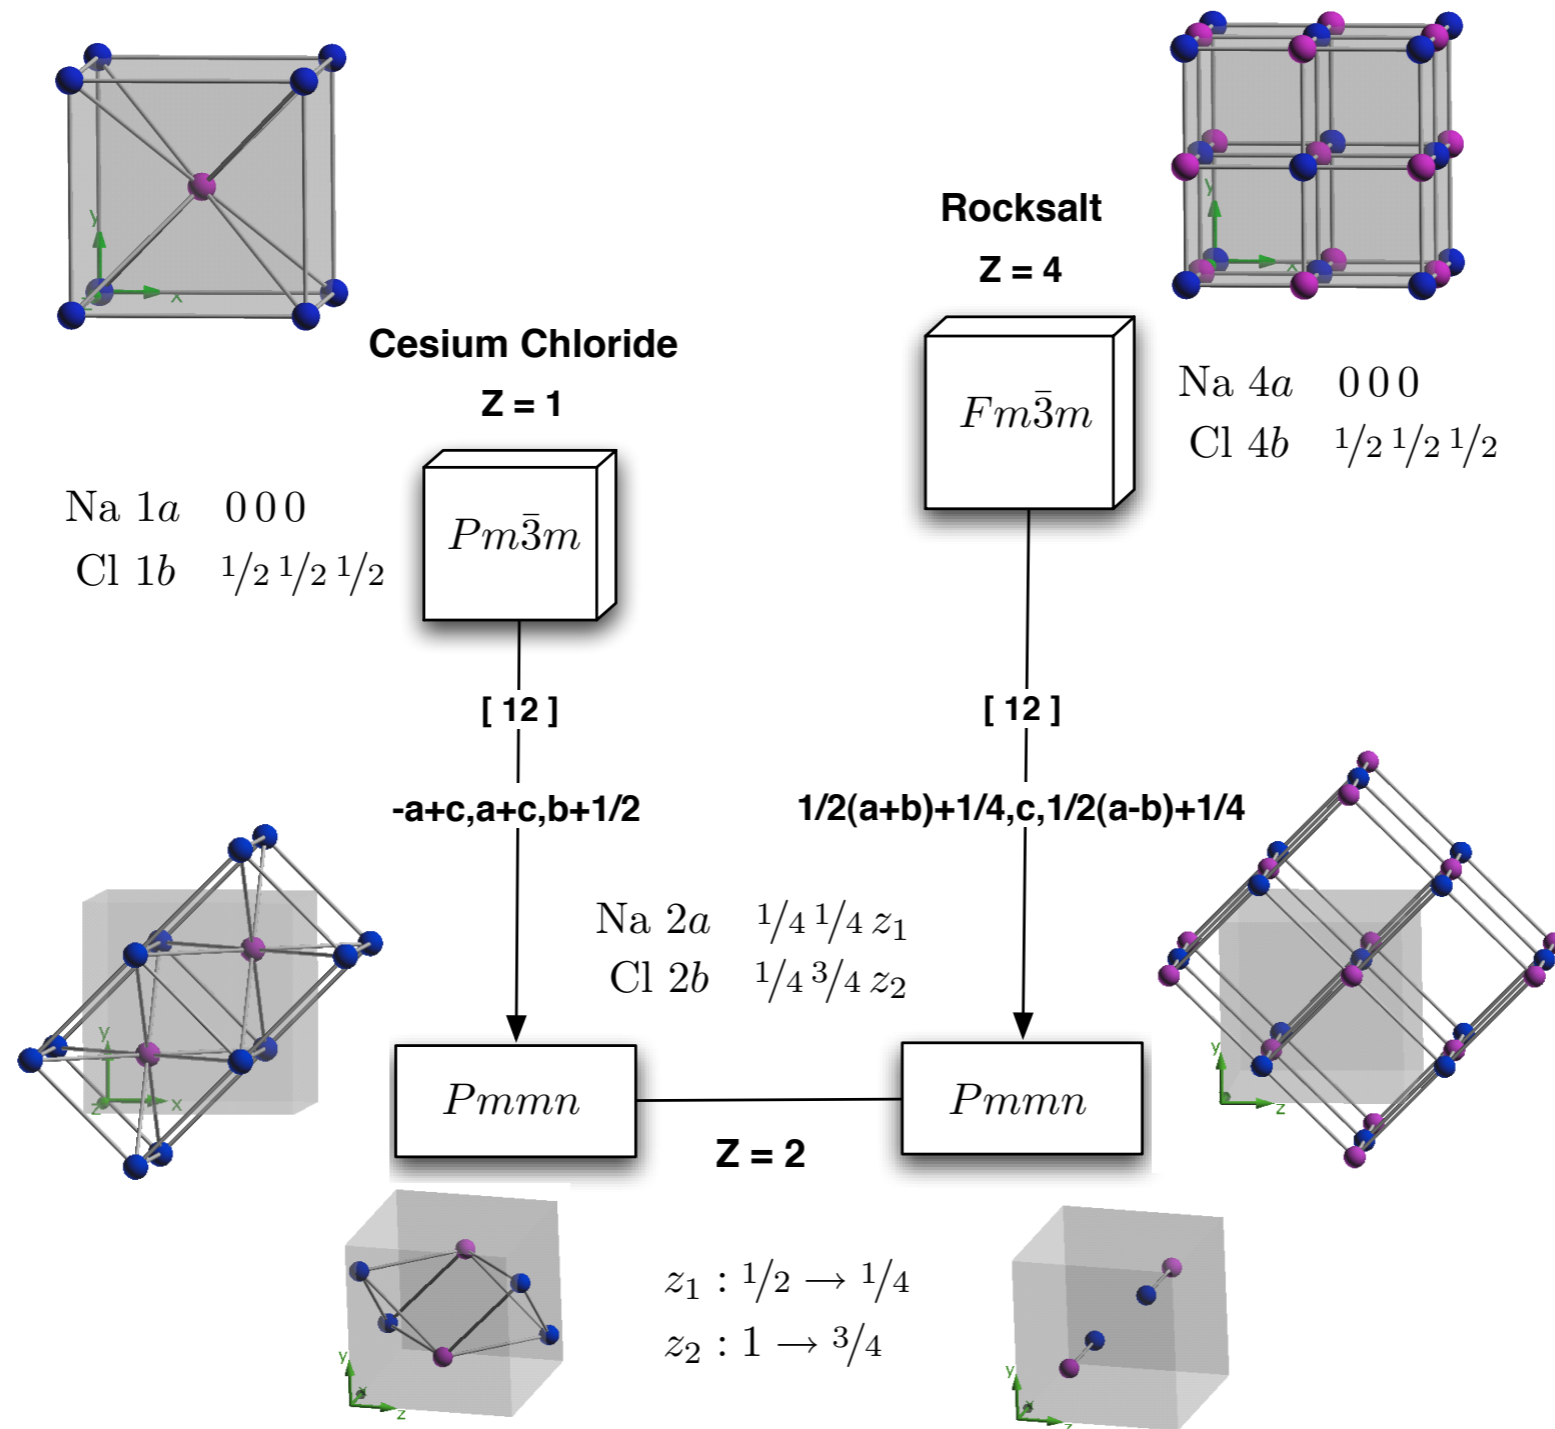 Rocksalt
Z = 4
Cesium Chloride
Z = 1
Na 4a 0 0 0
Cl 4b 1/2 1/2 1/2
Fm3̄m
Na 1a 0 0 0
Cl 1b 1/2 1/2 1/2
Pm3̄m
[ 12 ]
[ 12 ]
-a+c,a+c,b+1/2
1/2(a+b)+1/4,c,1/2(a-b)+1/4
Na 2a 1/4 1/4 z₁
Cl 2b 1/4 3/4 z₂
Pmmn
Pmmn
Z = 2
z₁ : 1/2 → 1/4
z₂ : 1 → 3/4
y
x
z
y
x
y
x
z
y
z
y
x
z
y
x
z